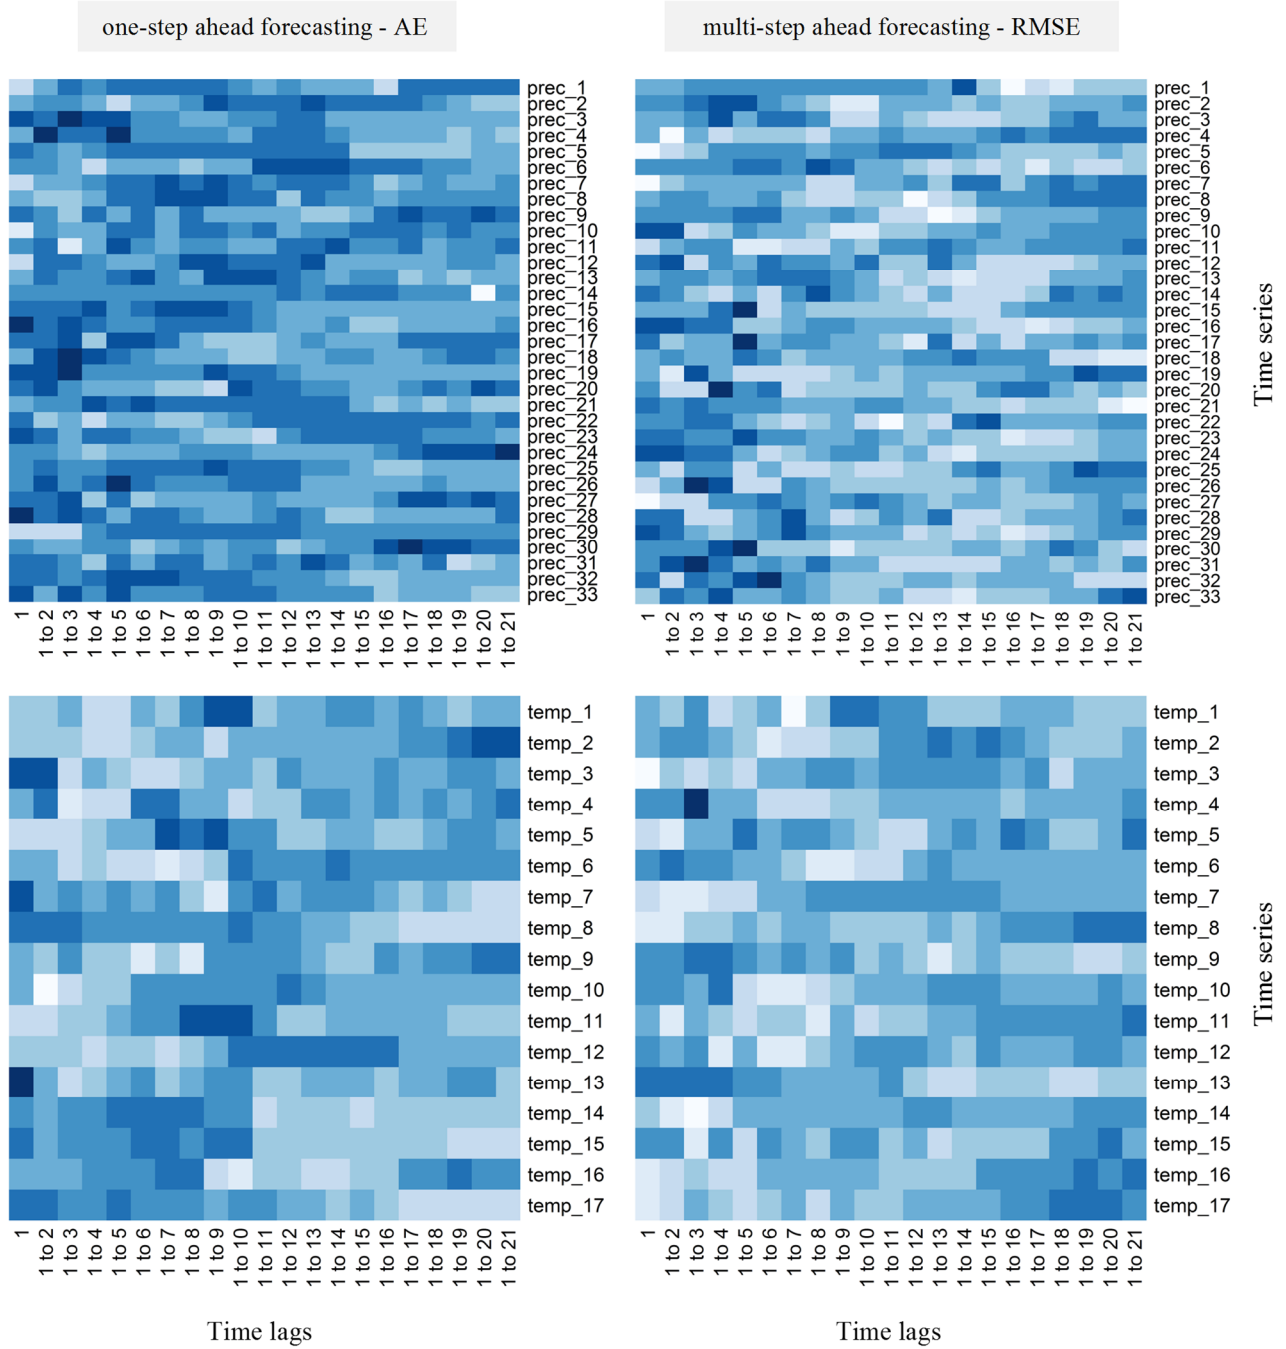 one-step ahead forecasting - AE
multi-step ahead forecasting - RMSE
prec_1
prec_2
prec_3
prec_4
prec_5
prec_6
prec_7
prec_8
prec_9
prec_10
prec_11
prec_12
prec_13
prec_14
prec_15
prec_16
prec_17
prec_18
prec_19
prec_20
prec_21
prec_22
prec_23
prec_24
prec_25
prec_26
prec_27
prec_28
prec_29
prec_30
prec_31
prec_32
prec_33
1
1 to 2
1 to 3
1 to 4
1 to 5
1 to 6
1 to 7
1 to 8
1 to 9
1 to 10
1 to 11
1 to 12
1 to 13
1 to 14
1 to 15
1 to 16
1 to 17
1 to 18
1 to 19
1 to 20
1 to 21
prec_1
prec_2
prec_3
prec_4
prec_5
prec_6
prec_7
prec_8
prec_9
prec_10
prec_11
prec_12
prec_13
prec_14
prec_15
prec_16
prec_17
prec_18
prec_19
prec_20
prec_21
prec_22
prec_23
prec_24
prec_25
prec_26
prec_27
prec_28
prec_29
prec_30
prec_31
prec_32
prec_33
1
1 to 2
1 to 3
1 to 4
1 to 5
1 to 6
1 to 7
1 to 8
1 to 9
1 to 10
1 to 11
1 to 12
1 to 13
1 to 14
1 to 15
1 to 16
1 to 17
1 to 18
1 to 19
1 to 20
1 to 21
Time series
temp_1
temp_2
temp_3
temp_4
temp_5
temp_6
temp_7
temp_8
temp_9
temp_10
temp_11
temp_12
temp_13
temp_14
temp_15
temp_16
temp_17
1
1 to 2
1 to 3
1 to 4
1 to 5
1 to 6
1 to 7
1 to 8
1 to 9
1 to 10
1 to 11
1 to 12
1 to 13
1 to 14
1 to 15
1 to 16
1 to 17
1 to 18
1 to 19
1 to 20
1 to 21
Time lags
temp_1
temp_2
temp_3
temp_4
temp_5
temp_6
temp_7
temp_8
temp_9
temp_10
temp_11
temp_12
temp_13
temp_14
temp_15
temp_16
temp_17
1
1 to 2
1 to 3
1 to 4
1 to 5
1 to 6
1 to 7
1 to 8
1 to 9
1 to 10
1 to 11
1 to 12
1 to 13
1 to 14
1 to 15
1 to 16
1 to 17
1 to 18
1 to 19
1 to 20
1 to 21
Time lags
Time series